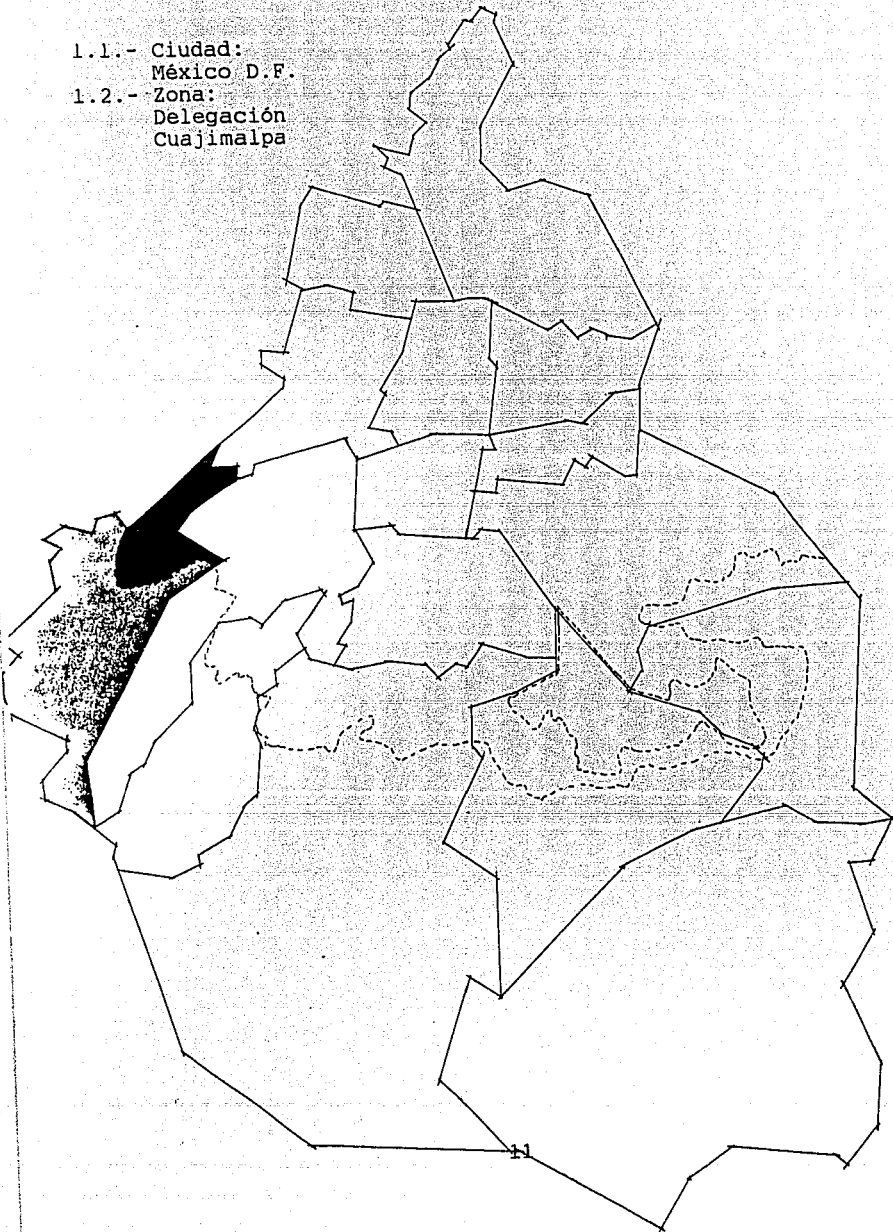 1.1.- Ciudad:
México D.F.
1.2.- Zona:
Delegación
Cuajimalpa
11